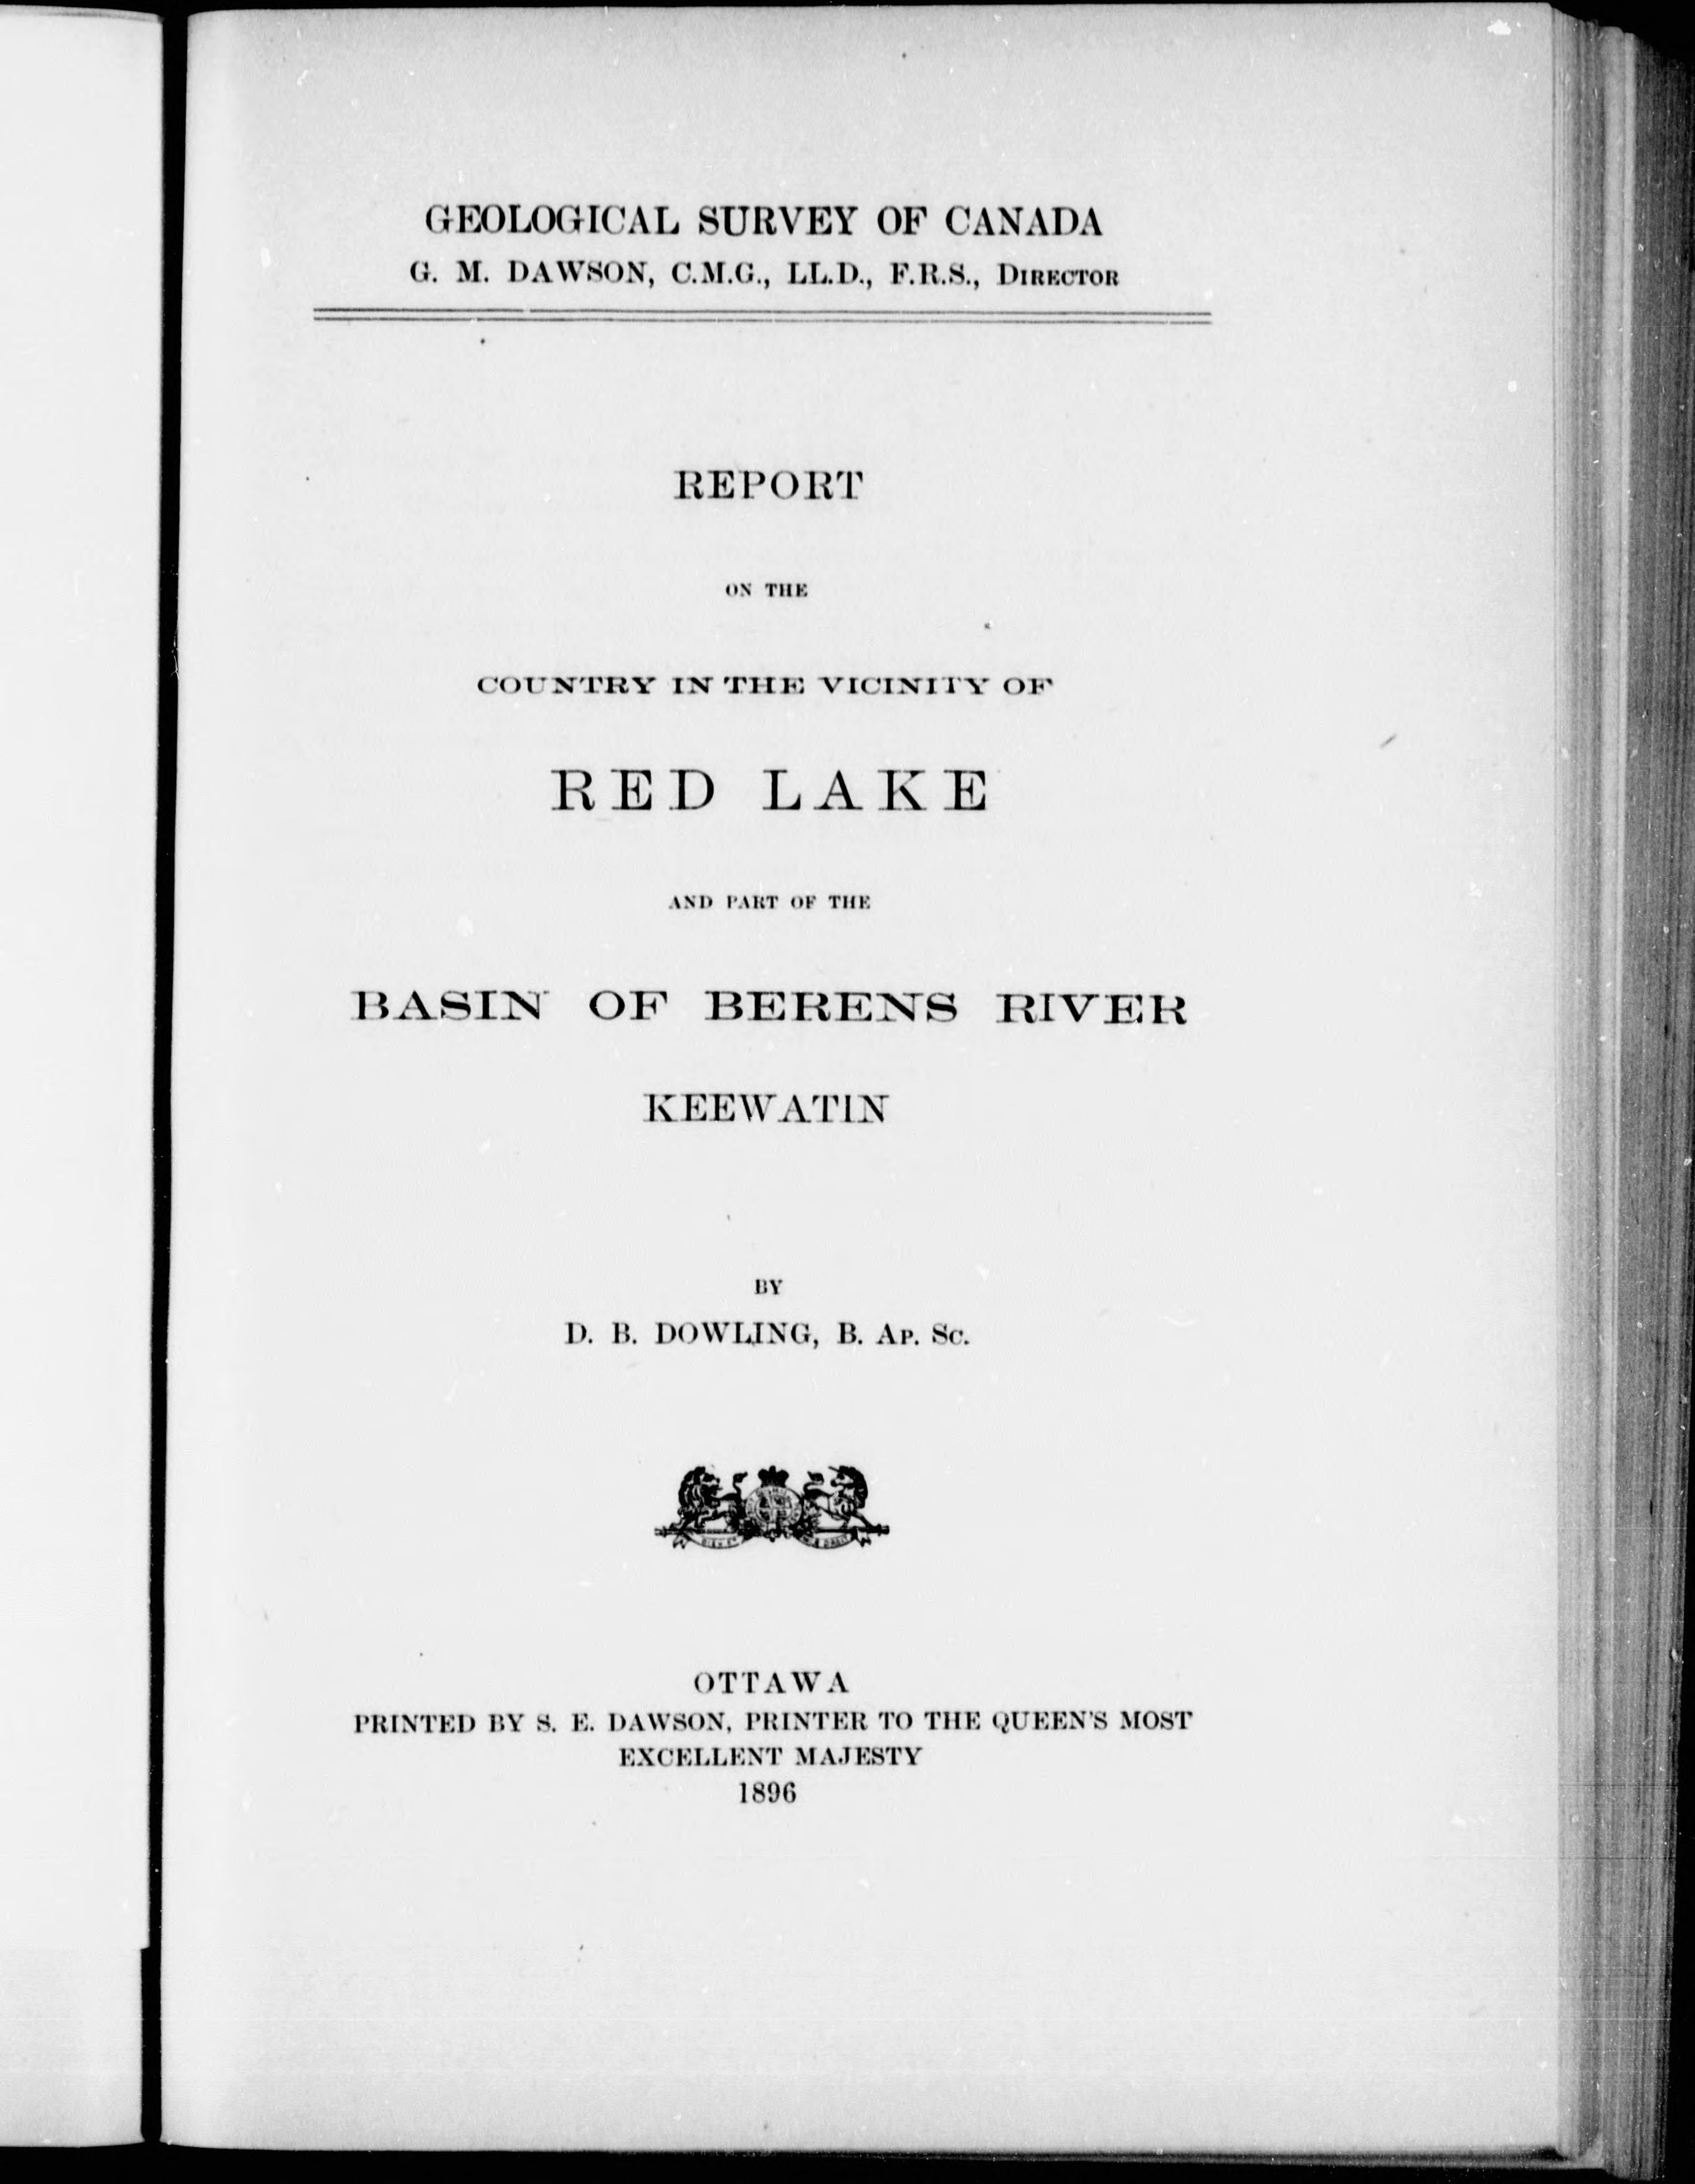 GEOLOGICAL SURVEY OF CANADA
G. M. DAWSON, C.M.G., LL.D., F.R.S., DIRECTOR
REPORT
ON THE
COUNTRY IN THE VICINITY OF
RED LAKE
AND PART OF THE
BASIN OF BERENS RIVER
KEEWATIN
BY
D. B. DOWLING, B. AP. SC.
OTTAWA
PRINTED BY S. E. DAWSON, PRINTER TO THE QUEEN'S MOST
EXCELLENT MAJESTY
1896